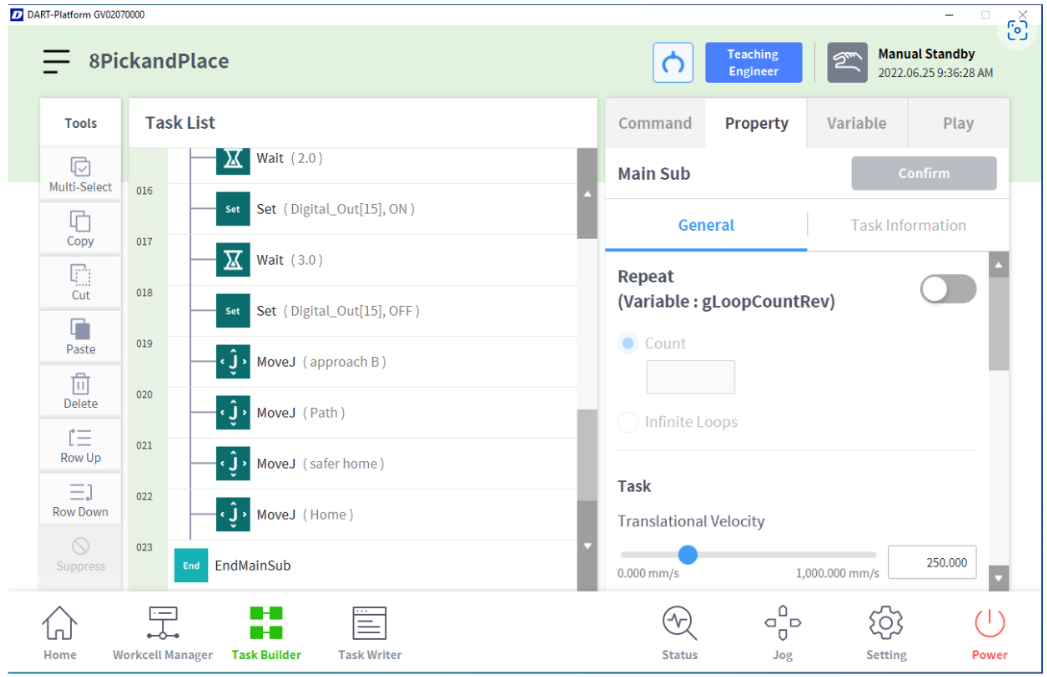 DART-Platform GV02070000
8PickandPlace
Teaching
Engineer
Manual Standby
2022.06.25 9:36:28 AM
Tools
Multi-Select
Copy
Cut
Paste
Delete
Row Up
Row Down
Suppress
Task List
Wait ( 2.0 )
016
Set Set ( Digital_Out[15], ON )
017
Wait ( 3.0 )
018
Set Set ( Digital_Out[15], OFF )
019
J MoveJ ( approach B )
020
J MoveJ ( Path )
021
J MoveJ ( safer home )
022
J MoveJ ( Home )
023
End EndMainSub
Command Property Variable Play
Main Sub Confirm
General Task Information
Repeat
(Variable : gLoopCountRev)
Count
Infinite Loops
Task
Translational Velocity
250.000
0.000 mm/s 1,000.000 mm/s
Home Workcell Manager Task Builder Task Writer Status Jog Setting Power